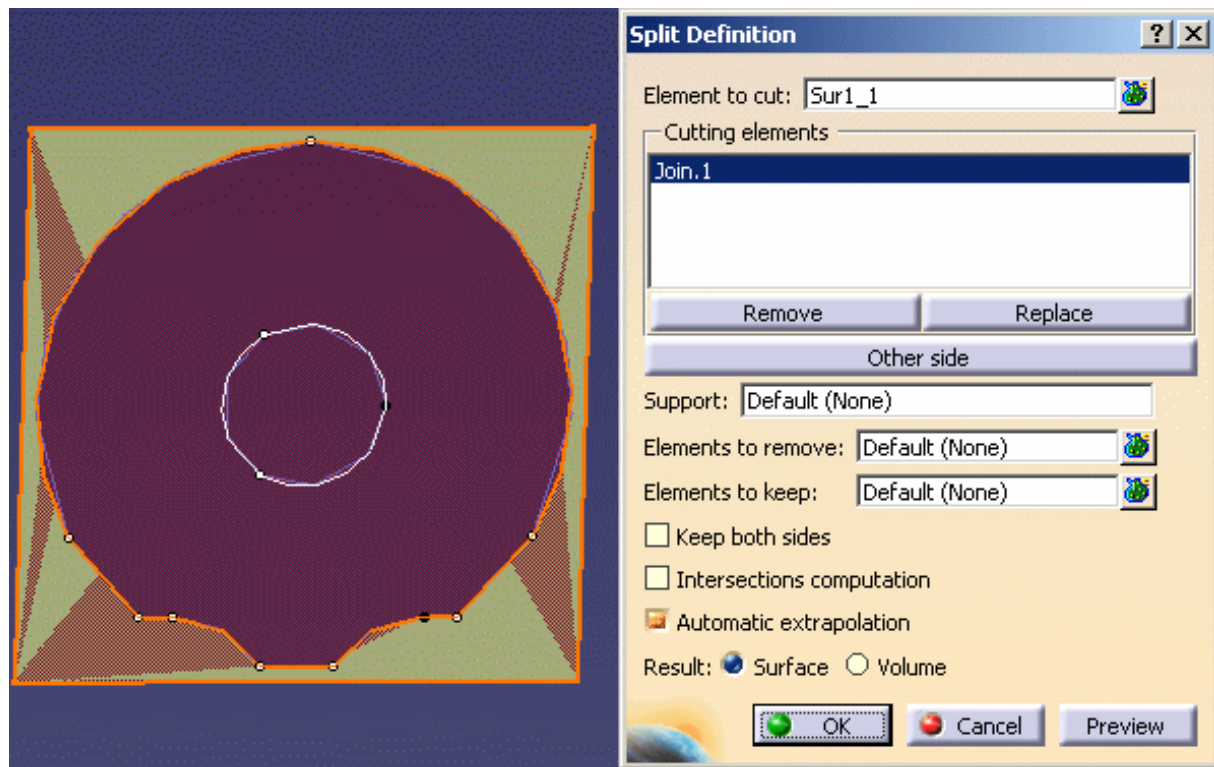 Split Definition
Element to cut: Sur1_1
Cutting elements
Join.1
Remove Replace
Other side
Support: Default (None)
Elements to remove: Default (None)
Elements to keep: Default (None)
Keep both sides
Intersections computation
Automatic extrapolation
Result: Surface Volume
OK Cancel Preview